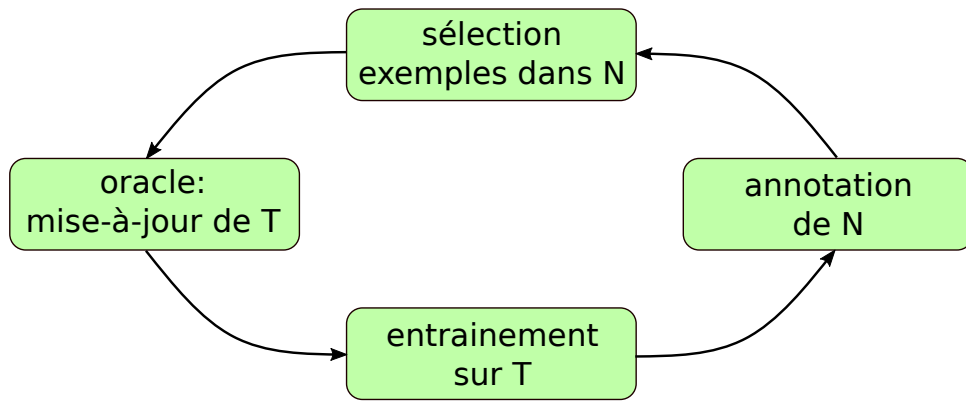 sélection
exemples dans N
oracle:
mise-à-jour de T
annotation
de N
entrainement
sur T